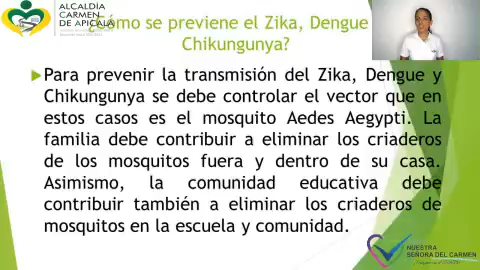 ALCALDÍA
CARMEN
DE APICALÁ
¿Cómo se previene el Zika, Dengue
Chikungunya?
Para prevenir la transmisión del Zika, Dengue y
Chikungunya se debe controlar el vector que en
estos casos es el mosquito Aedes Aegypti. La
familia debe contribuir a eliminar los criaderos
de los mosquitos fuera y dentro de su casa.
Asimismo, la comunidad educativa debe
contribuir también a eliminar los criaderos de
mosquitos en la escuela y comunidad.
NUESTRA
SEÑORA DEL CARMEN